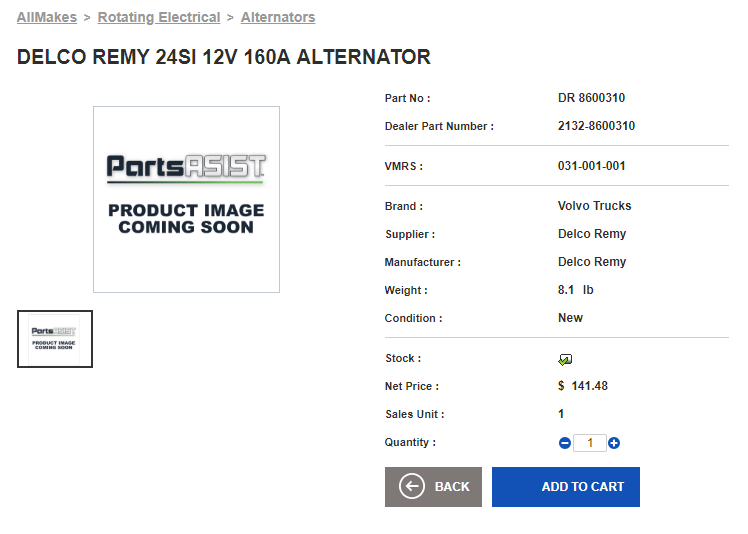 AllMakes > Rotating Electrical > Alternators
DELCO REMY 24SI 12V 160A ALTERNATOR
PartsASIST
PRODUCT IMAGE
COMING SOON
PartsASIST
PRODUCT IMAGE
COMING SOON
Part No : DR 8600310
Dealer Part Number : 2132-8600310
VMRS : 031-001-001
Brand : Volvo Trucks
Supplier : Delco Remy
Manufacturer : Delco Remy
Weight : 8.1 lb
Condition : New
Stock :
Net Price : $ 141.48
Sales Unit : 1
Quantity : 1
BACK
ADD TO CART